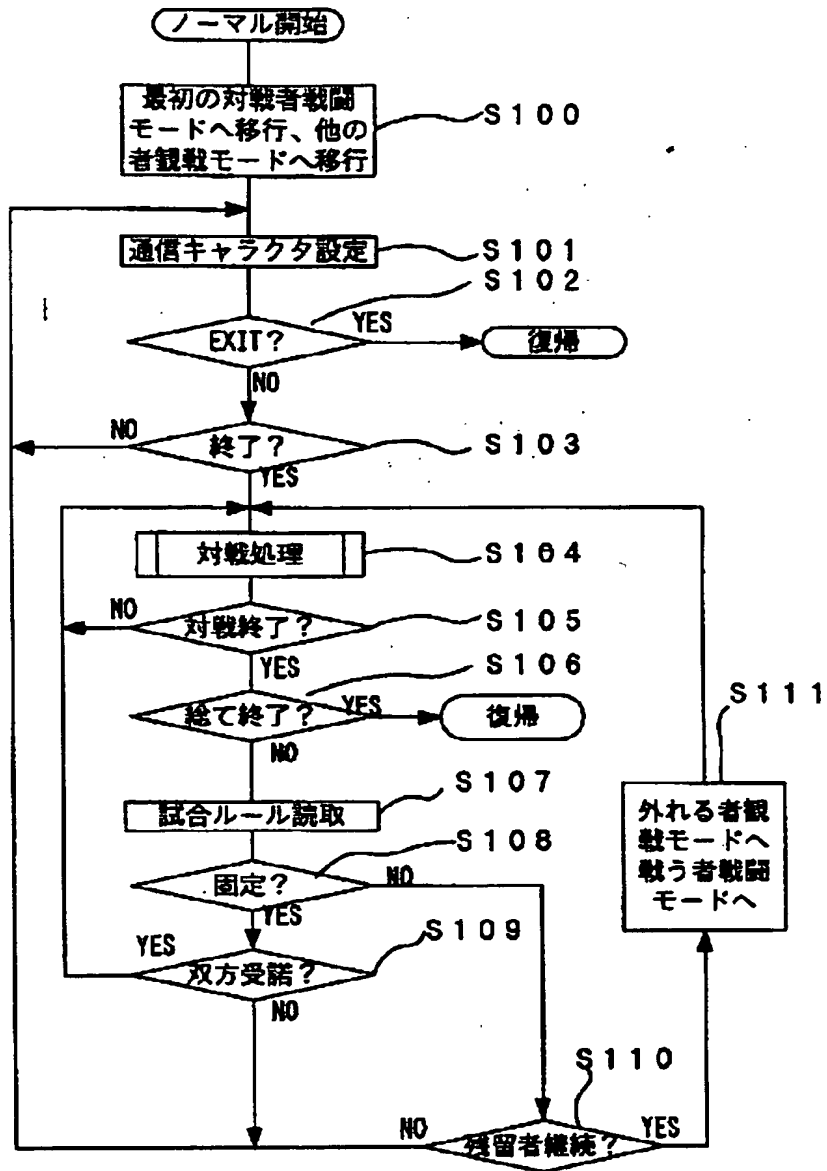 ノーマル開始
最初の対戦者戦闘
モードへ移行、他の
者観戦モードへ移行
S100
通信キャラクタ設定
S101
S102
EXIT?
YES
復帰
NO
NO
終了?
S103
YES
対戦処理
S104
NO
対戦終了?
S105
YES
S106
総て終了?
YES
復帰
NO
S111
外れる者観
戦モードへ
戦う者戦闘
モードへ
S107
試合ルール読取
S108
固定?
NO
YES
S109
YES
双方受諾?
NO
S110
NO
残留者継続?
YES